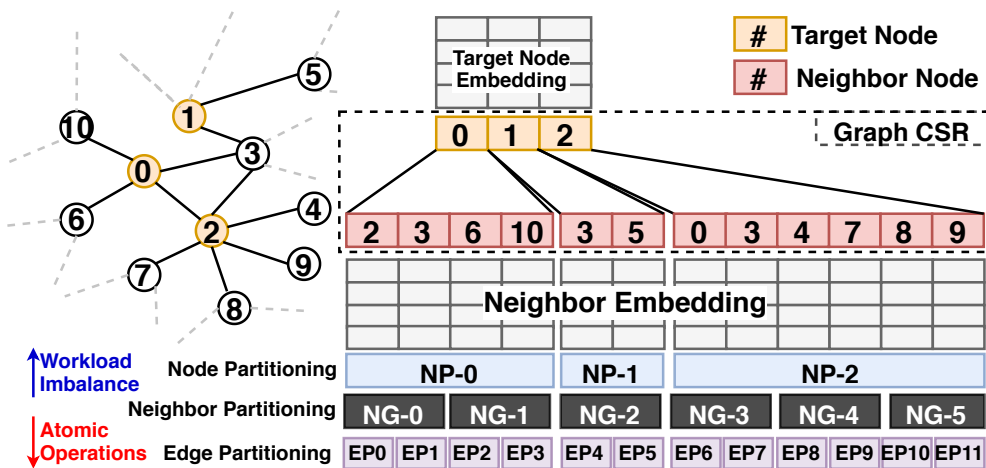 5
1
10
3
0
4
6
2
7
9
8
Target Node
Embedding
# Target Node
# Neighbor Node
Graph CSR
0 1 2
2 3 6 10 3 5 0 3 4 7 8 9
Neighbor Embedding
Workload
Imbalance
Node Partitioning
NP-0 NP-1 NP-2
Neighbor Partitioning
NG-0 NG-1 NG-2 NG-3 NG-4 NG-5
Atomic
Operations
Edge Partitioning
EP0 EP1 EP2 EP3 EP4 EP5 EP6 EP7 EP8 EP9 EP10 EP11